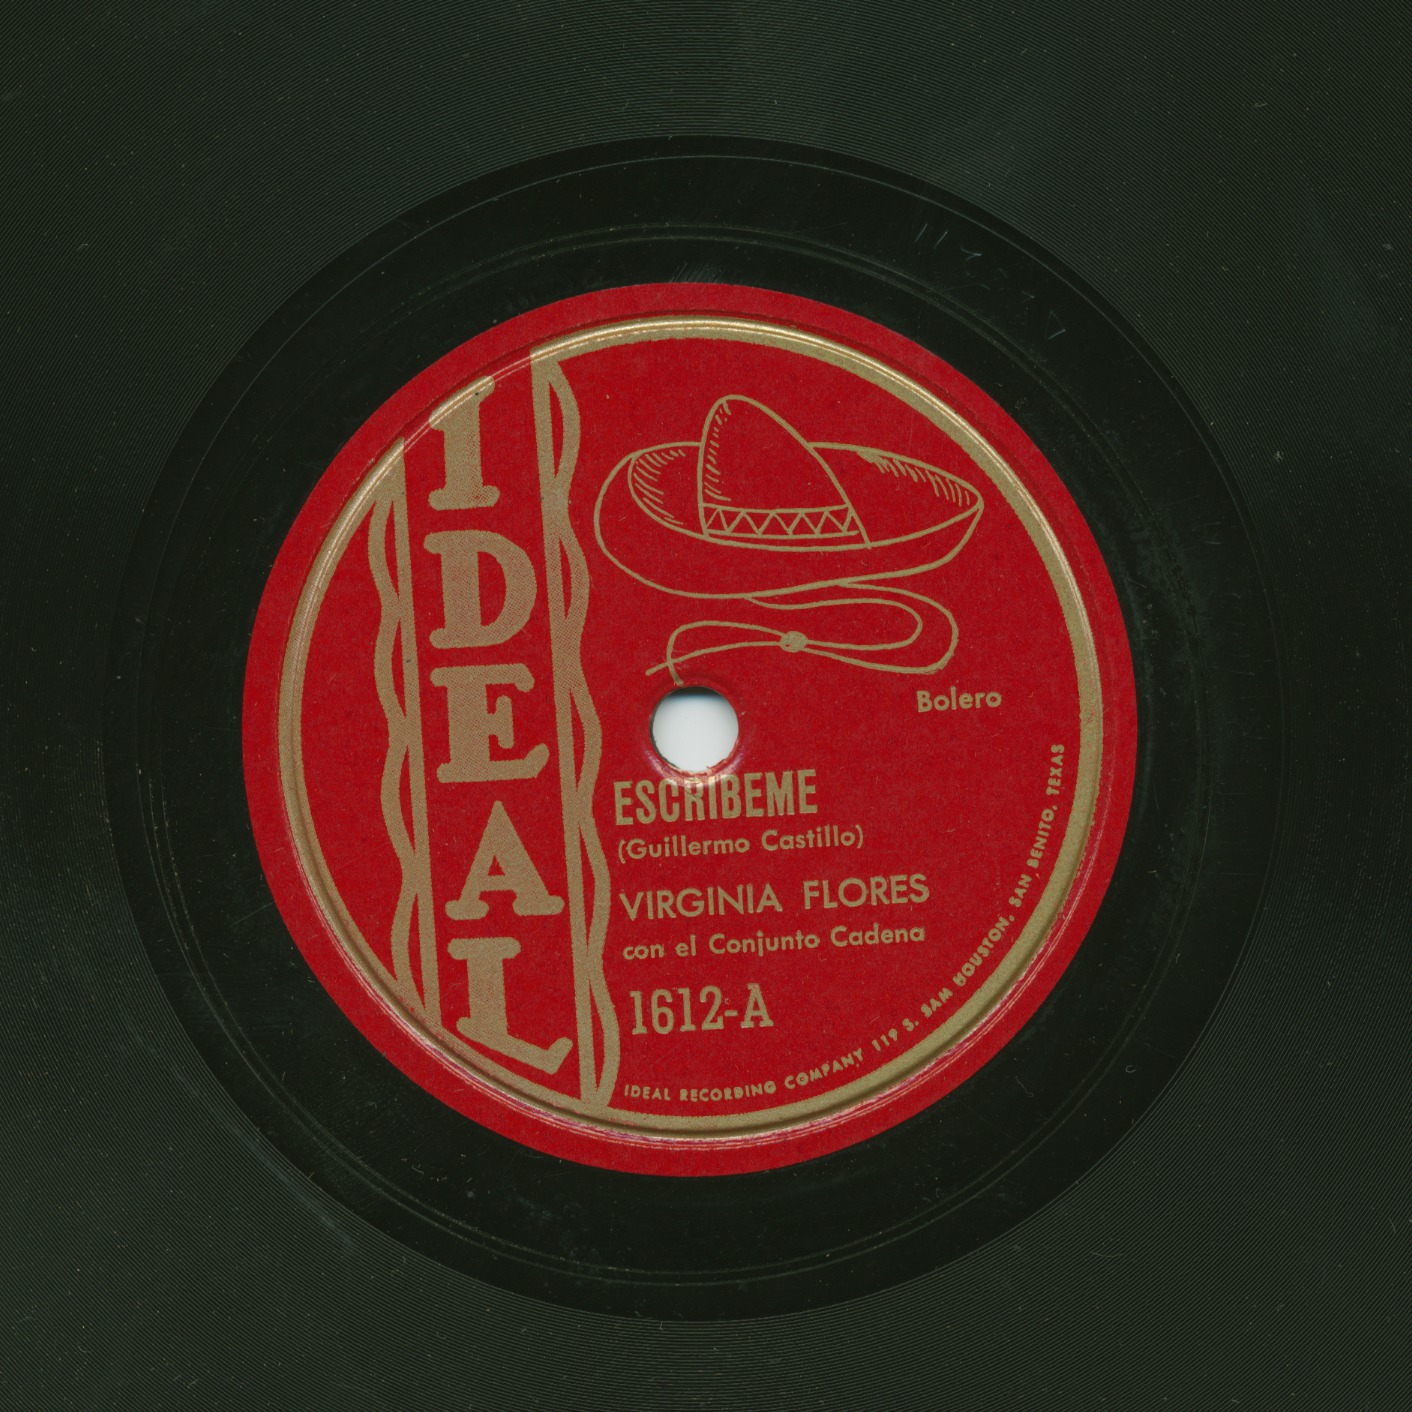 IDEAL
Bolero
ESCRIBEME
(Guillermo Castillo)
VIRGINIA FLORES
con el Conjunto Cadena
1612-A
IDEAL RECORDING COMPANY 119 S. SAM HOUSTON, SAN BENITO, TEXAS